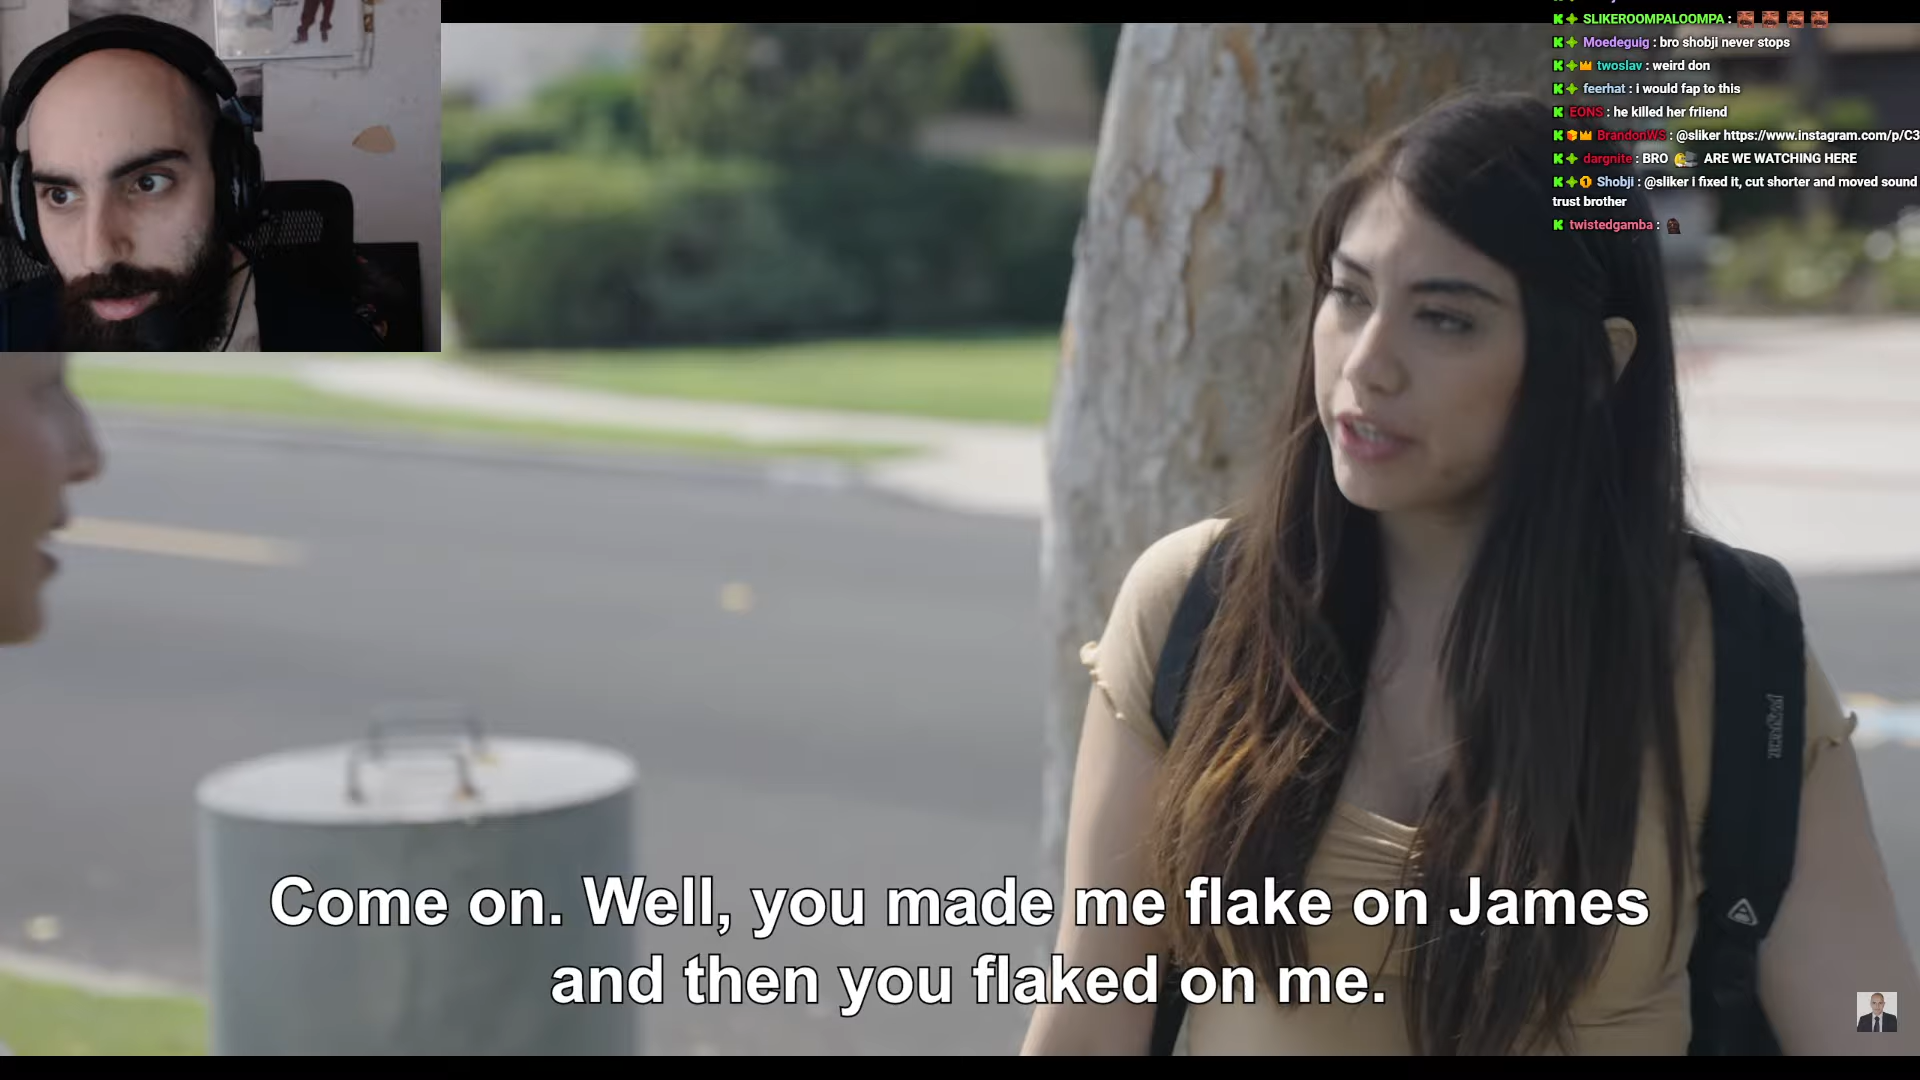 SLIKEROOMPALOOMPA :
Moedeguig : bro shobji never stops
twoslav : weird don
feerhat : i would fap to this
EONS : he killed her friiend
BrandonWS : @sliker https://www.instagram.com/p/C3
dargnite : BRO ARE WE WATCHING HERE
Shobji : @sliker i fixed it, cut shorter and moved sound
trust brother
twistedgamba :
Come on. Well, you made me flake on James
and then you flaked on me.